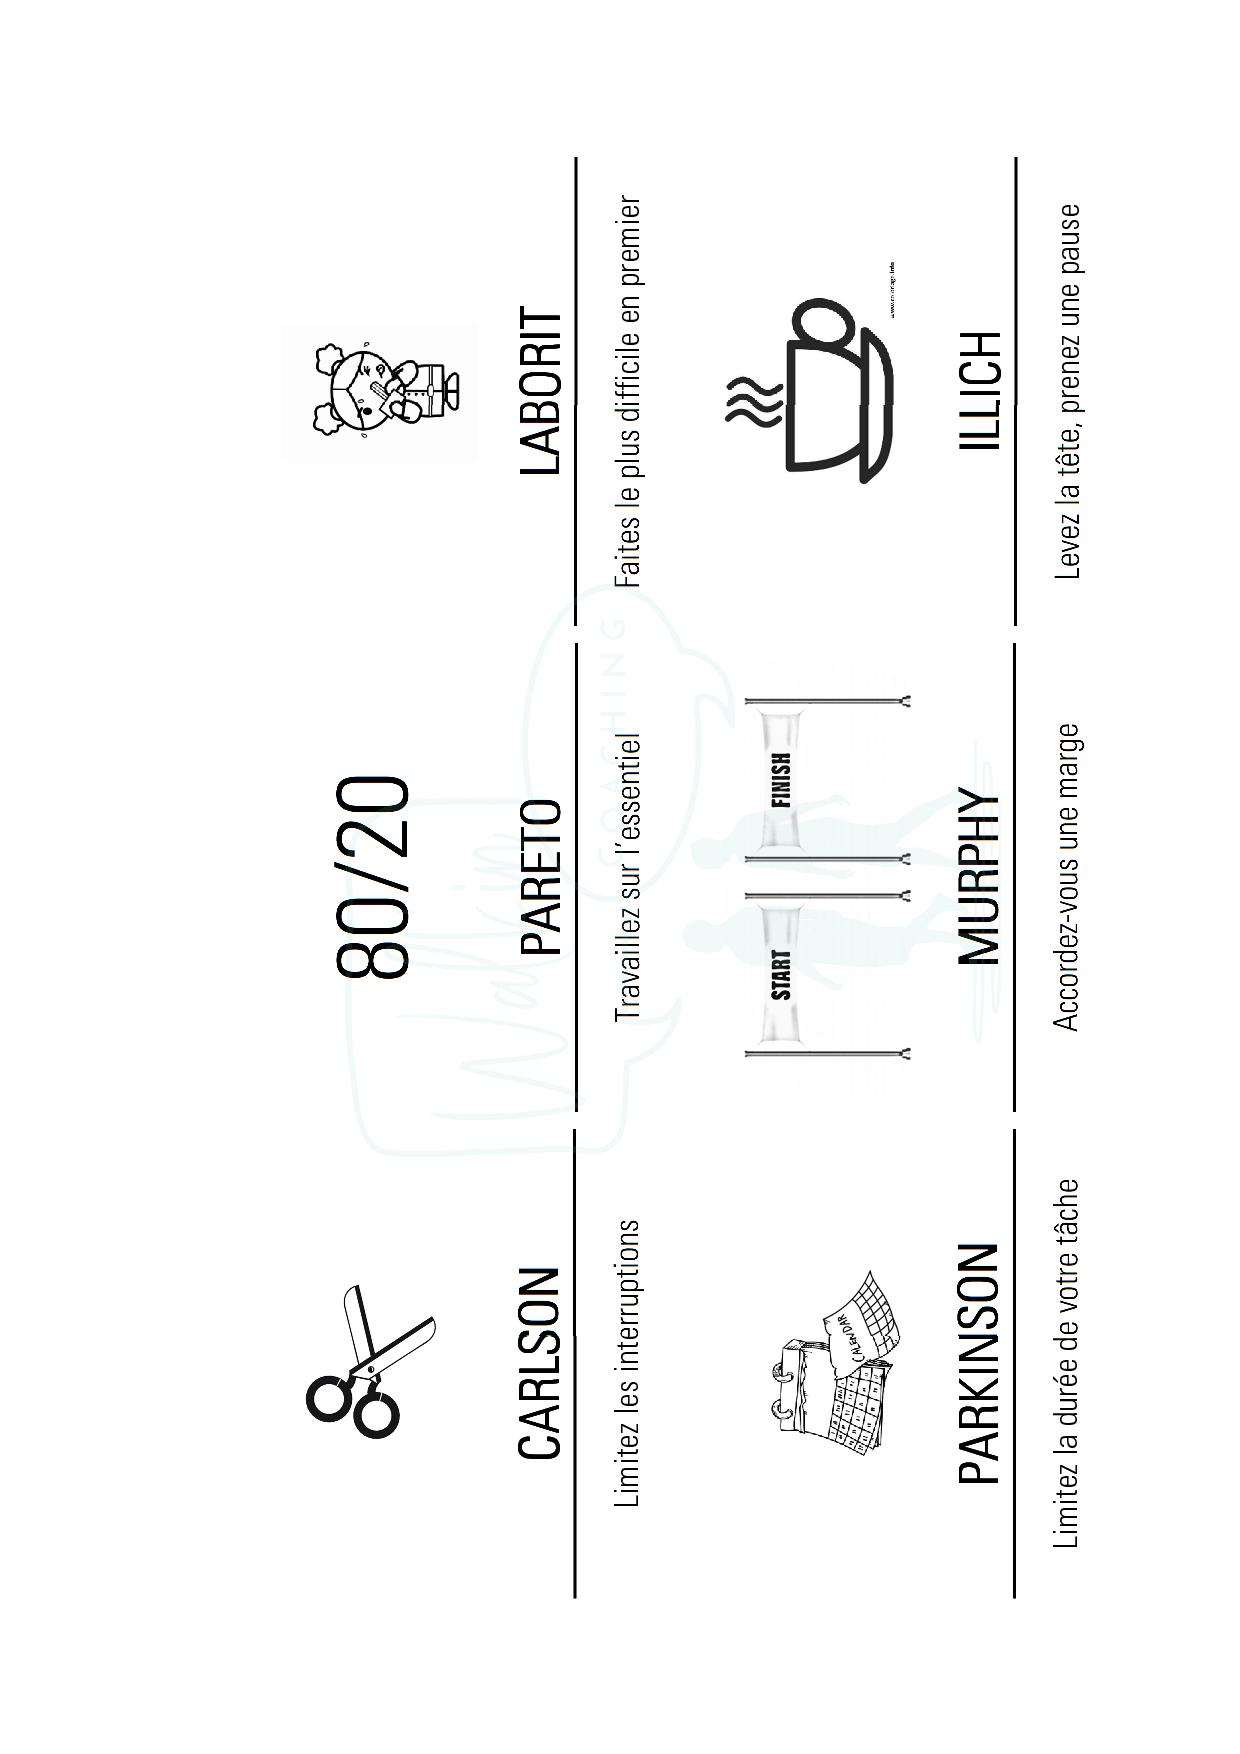 80/20
CARLSON
PARETO
LABORIT
Limitez les interruptions
Travaillez sur l'essentiel
Faites le plus difficile en premier
START
FINISH
CALENDAR
PARKINSON
MURPHY
ILLICH
Limitez la durée de votre tâche
Accordez-vous une marge
Levez la tête, prenez une pause
COACHING